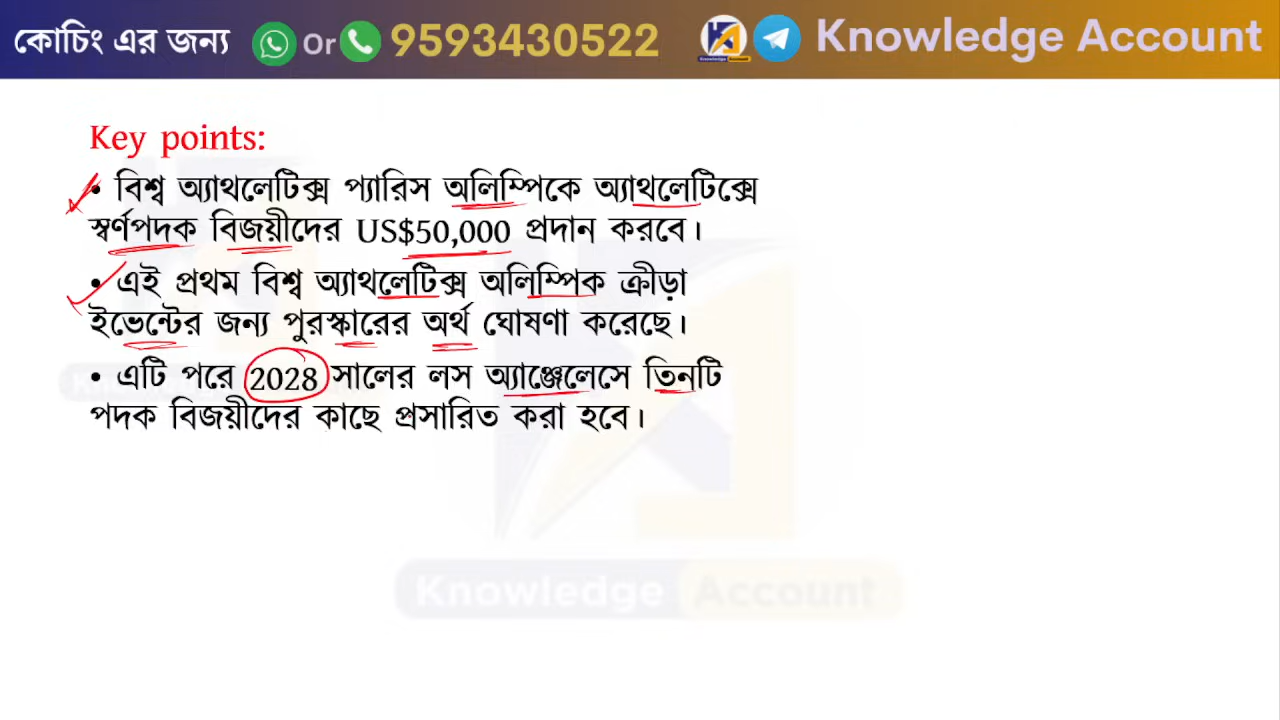 কোচিং এর জন্য Or 9593430522 Knowledge Account
Key points:
• বিশ্ব অ্যাথলেটিক্স প্যারিস অলিম্পিকে অ্যাথলেটিক্সে
স্বর্ণপদক বিজয়ীদের US$50,000 প্রদান করবে।
• এই প্রথম বিশ্ব অ্যাথলেটিক্স অলিম্পিক ক্রীড়া
ইভেন্টের জন্য পুরস্কারের অর্থ ঘোষণা করেছে।
• এটি পরে 2028 সালের লস অ্যাঞ্জেলেসে তিনটি
পদক বিজয়ীদের কাছে প্রসারিত করা হবে।
Knowledge Account